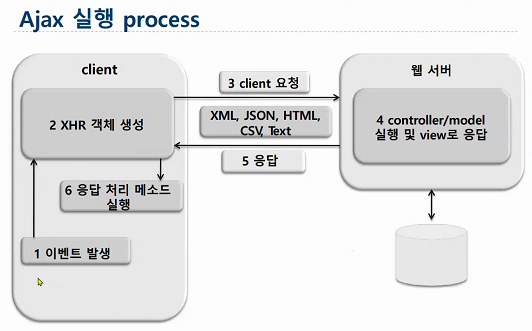 Ajax 실행 process
client
웹 서버
3 client 요청
2 XHR 객체 생성
XML, JSON, HTML,
CSV, Text
4 controller/model
실행 및 view로 응답
5 응답
6 응답 처리 메소드
실행
1 이벤트 발생